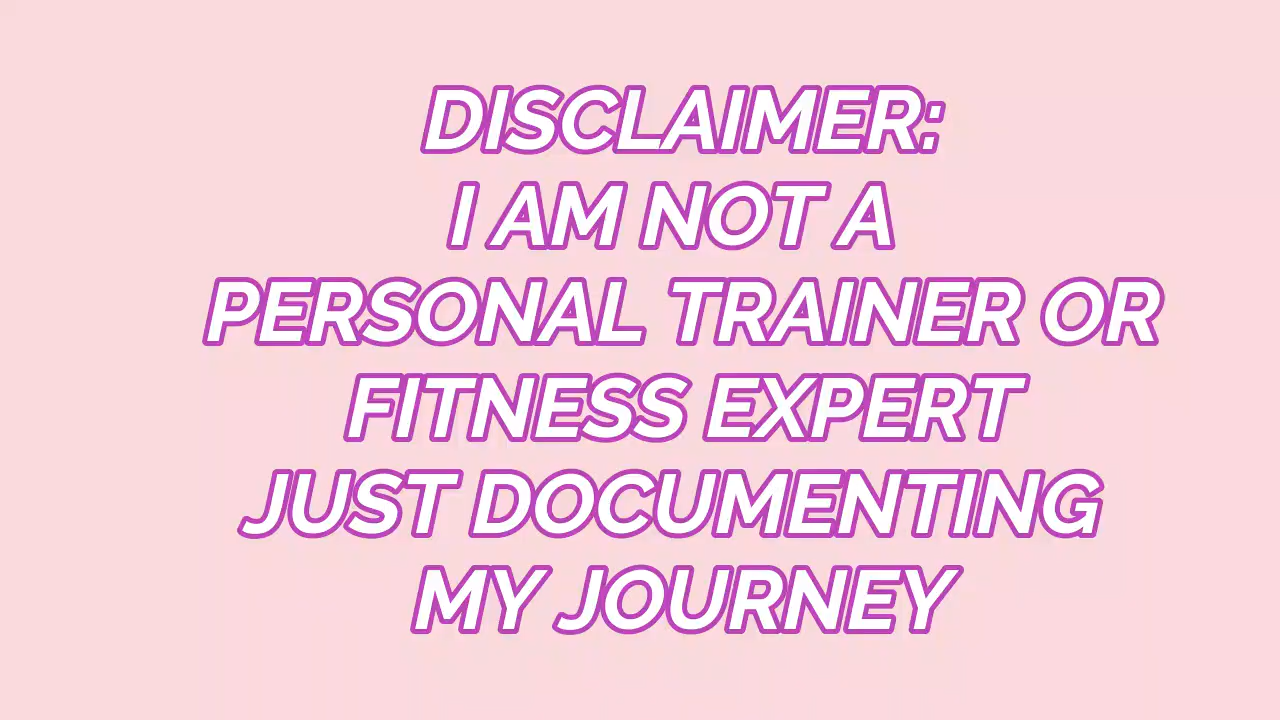 DISCLAIMER:
I AM NOT A
PERSONAL TRAINER OR
FITNESS EXPERT
JUST DOCUMENTING
MY JOURNEY